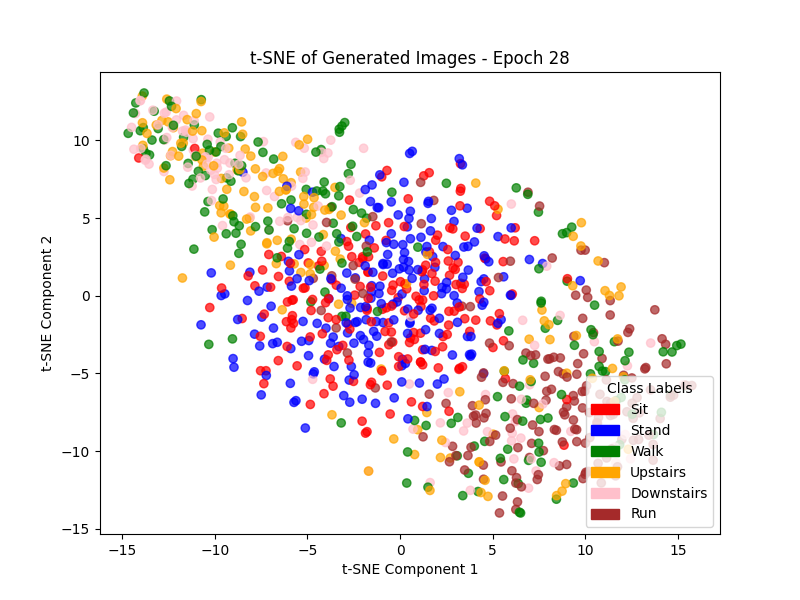 t-SNE of Generated Images - Epoch 28
t-SNE Component 2
10
5
0
−5
−10
−15
Class Labels
Sit
Stand
Walk
Upstairs
Downstairs
Run
−15
−10
−5
0
5
10
15
t-SNE Component 1